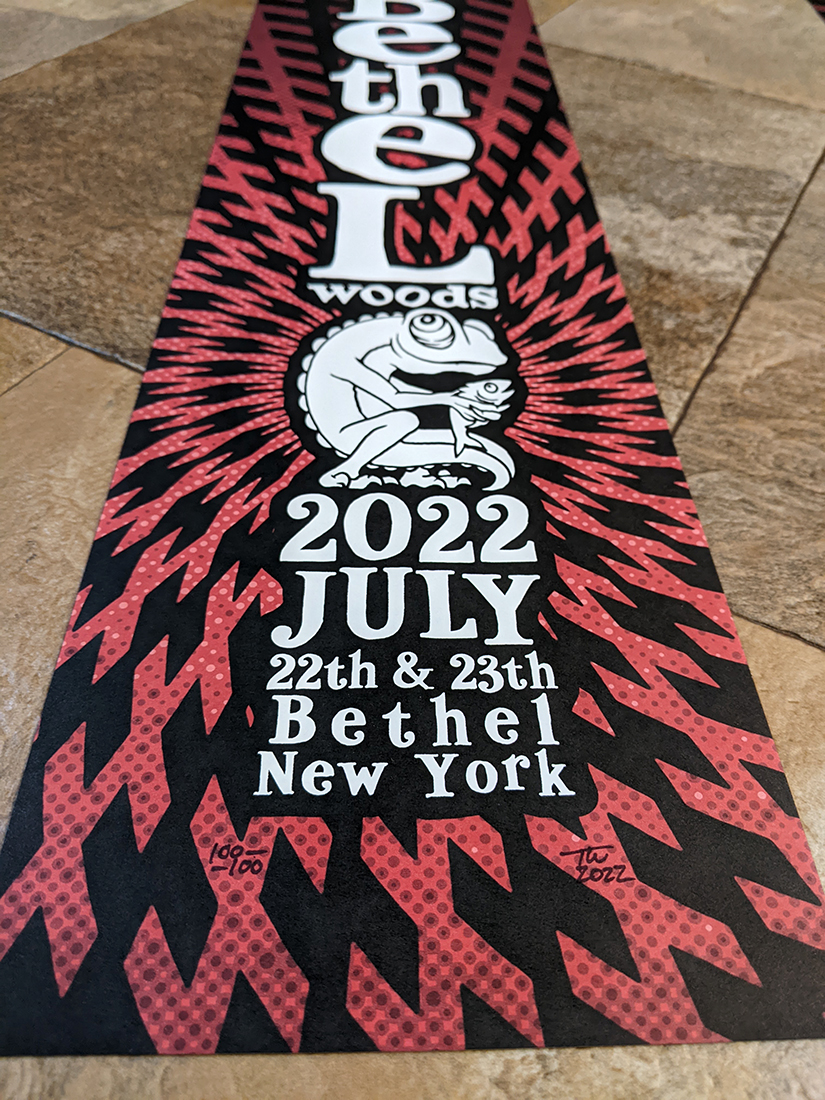 BetheL
woods
2022
JULY
22th & 23th
Bethel
New York
100-
-100
TW
2022